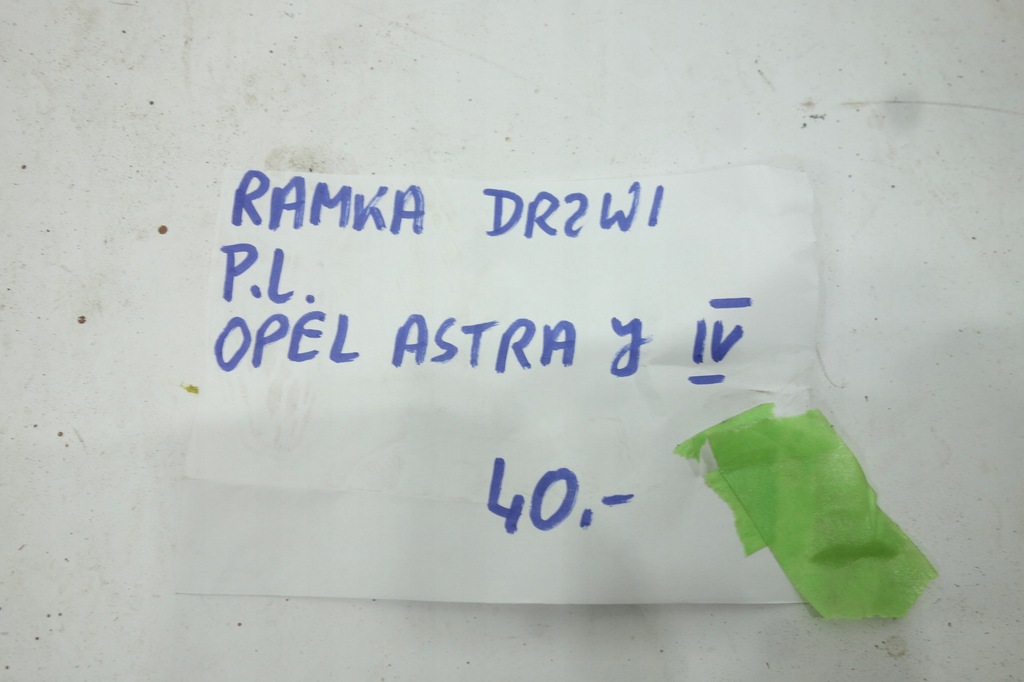 RAMKA DRZWI
P.L.
OPEL ASTRA J IV
40.-